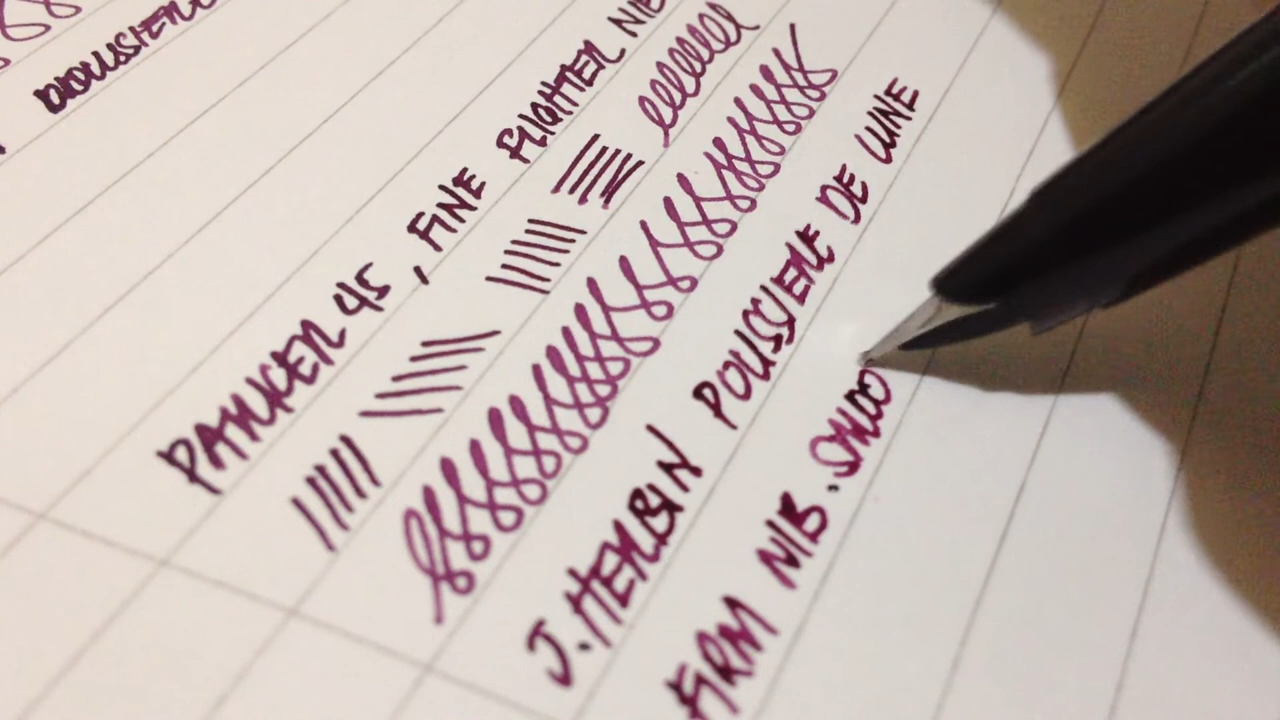 PARKER 45, FINE FLIGHTER NIB
J. HERBIN POUSSIERE DE LUNE
FIRM NIB. SMOO